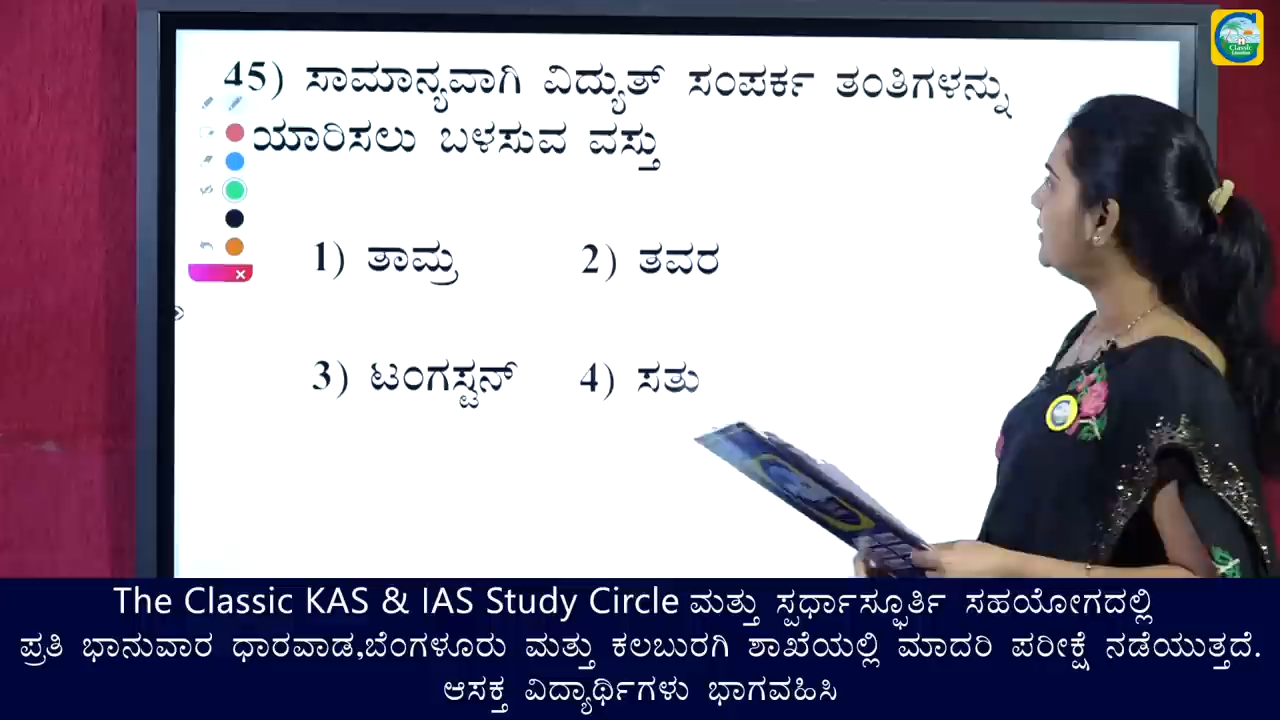 45) ಸಾಮಾನ್ಯವಾಗಿ ವಿದ್ಯುತ್ ಸಂಪರ್ಕ ತಂತಿಗಳನ್ನು
ಯಾರಿಸಲು ಬಳಸುವ ವಸ್ತು
1) ತಾಮ್ರ 2) ತವರ
3) ಟಂಗಸ್ಟನ್ 4) ಸತು
Classic
The Classic KAS & IAS Study Circle ಮತ್ತು ಸ್ಪರ್ಧಾಸ್ಫೂರ್ತಿ ಸಹಯೋಗದಲ್ಲಿ
ಪ್ರತಿ ಭಾನುವಾರ ಧಾರವಾಡ,ಬೆಂಗಳೂರು ಮತ್ತು ಕಲಬುರಗಿ ಶಾಖೆಯಲ್ಲಿ ಮಾದರಿ ಪರೀಕ್ಷೆ ನಡೆಯುತ್ತದೆ.
ಆಸಕ್ತ ವಿದ್ಯಾರ್ಥಿಗಳು ಭಾಗವಹಿಸಿ